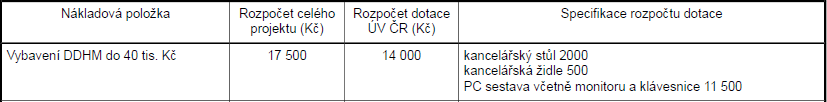 Nákladová položka
Rozpočet celého projektu (Kč)
Rozpočet dotace ÚV ČR (Kč)
Specifikace rozpočtu dotace
Vybavení DDHM do 40 tis. Kč
17 500
14 000
kancelářský stůl 2000
kancelářská židle 500
PC sestava včetně monitoru a klávesnice 11 500